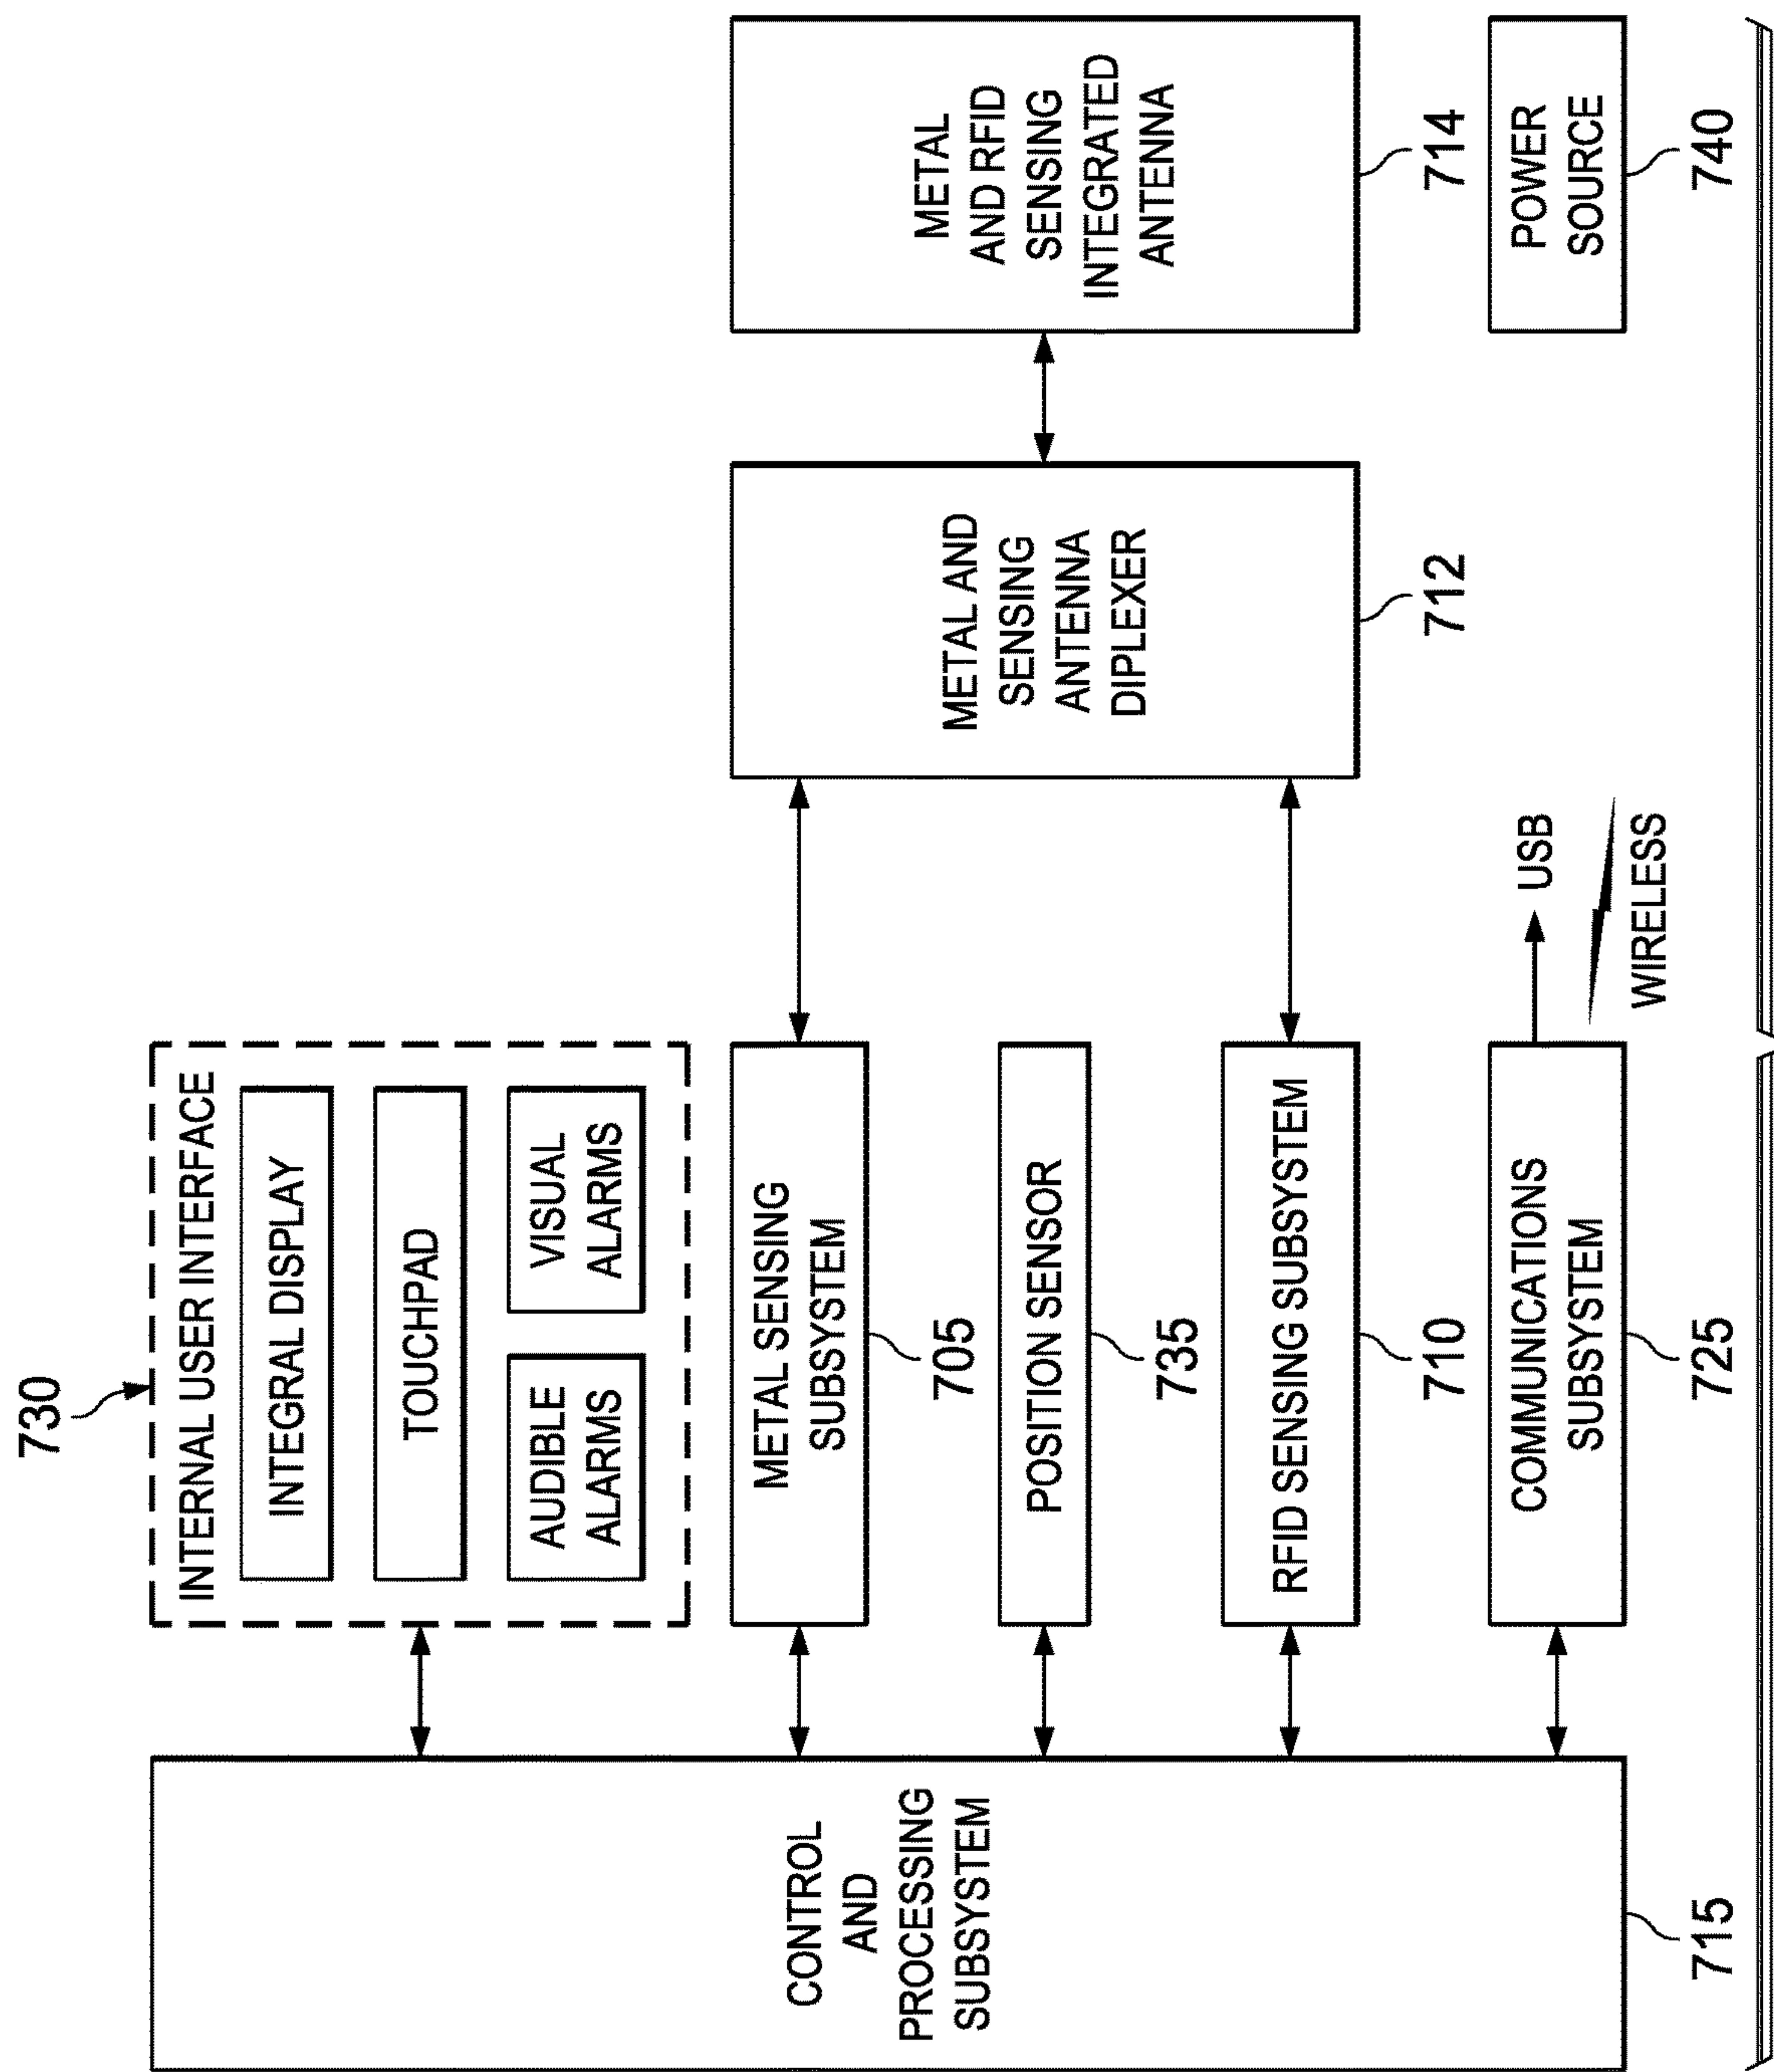 730
INTERNAL USER INTERFACE
INTEGRAL DISPLAY
TOUCHPAD
AUDIBLE
ALARMS
VISUAL
ALARMS
CONTROL
AND
PROCESSING
SUBSYSTEM
715
METAL SENSING
SUBSYSTEM
705
POSITION SENSOR
735
RFID SENSING SUBSYSTEM
710
COMMUNICATIONS
SUBSYSTEM
725
USB
WIRELESS
METAL AND
SENSING
ANTENNA
DIPLEXER
712
METAL
AND RFID
SENSING
INTEGRATED
ANTENNA
714
POWER
SOURCE
740